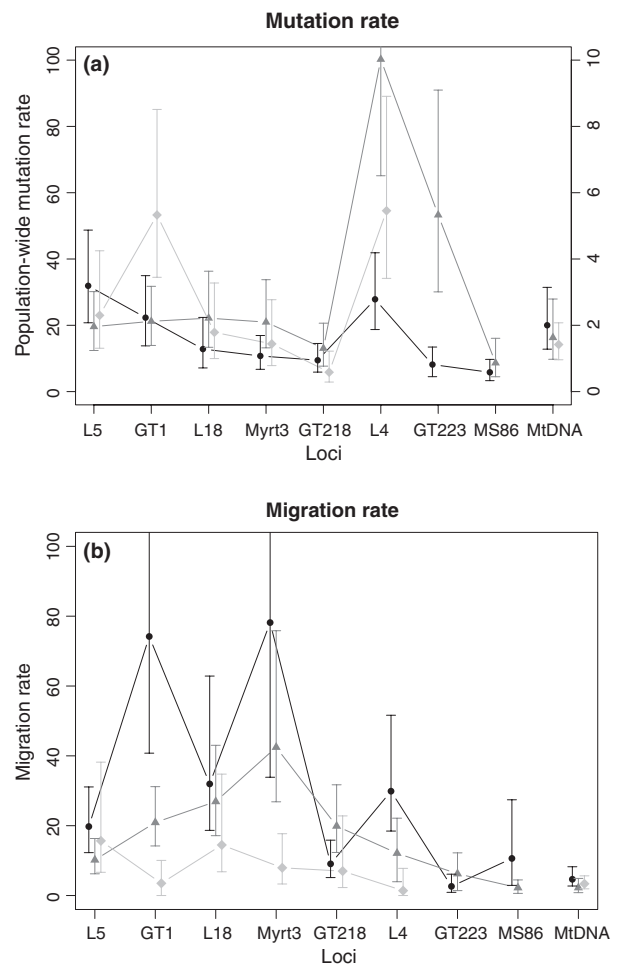 Mutation rate
(a)
Population-wide mutation rate
100
80
60
40
20
0
10
8
6
4
2
0
L5 GT1 L18 Myrt3 GT218 L4 GT223 MS86 MtDNA
Loci
Migration rate
(b)
Migration rate
100
80
60
40
20
0
L5 GT1 L18 Myrt3 GT218 L4 GT223 MS86 MtDNA
Loci